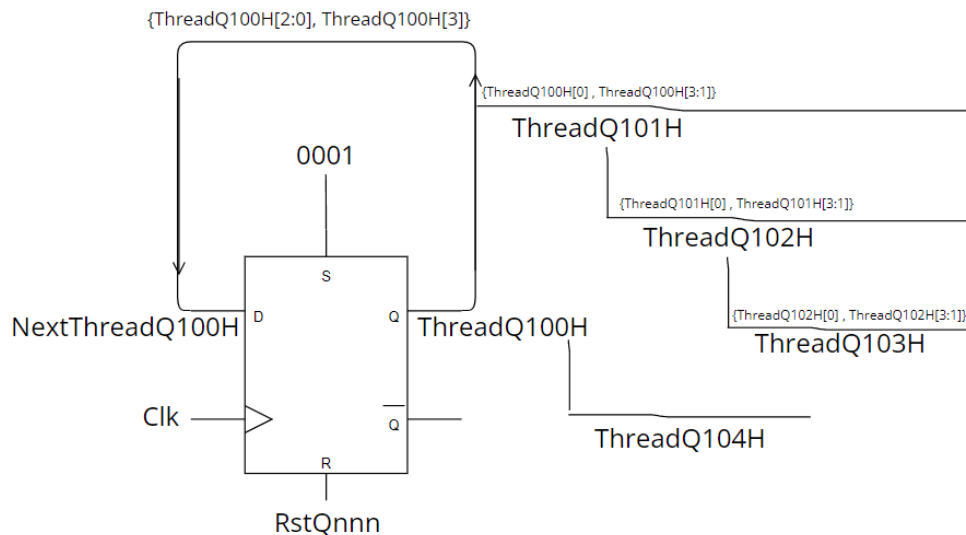 {ThreadQ100H[2:0], ThreadQ100H[3]}
{ThreadQ100H[0] , ThreadQ100H[3:1]}
ThreadQ101H
0001
{ThreadQ101H[0] , ThreadQ101H[3:1]}
ThreadQ102H
S
NextThreadQ100H
D
Q
ThreadQ100H
{ThreadQ102H[0] , ThreadQ102H[3:1]}
ThreadQ103H
Clk
Q
ThreadQ104H
R
RstQnnn